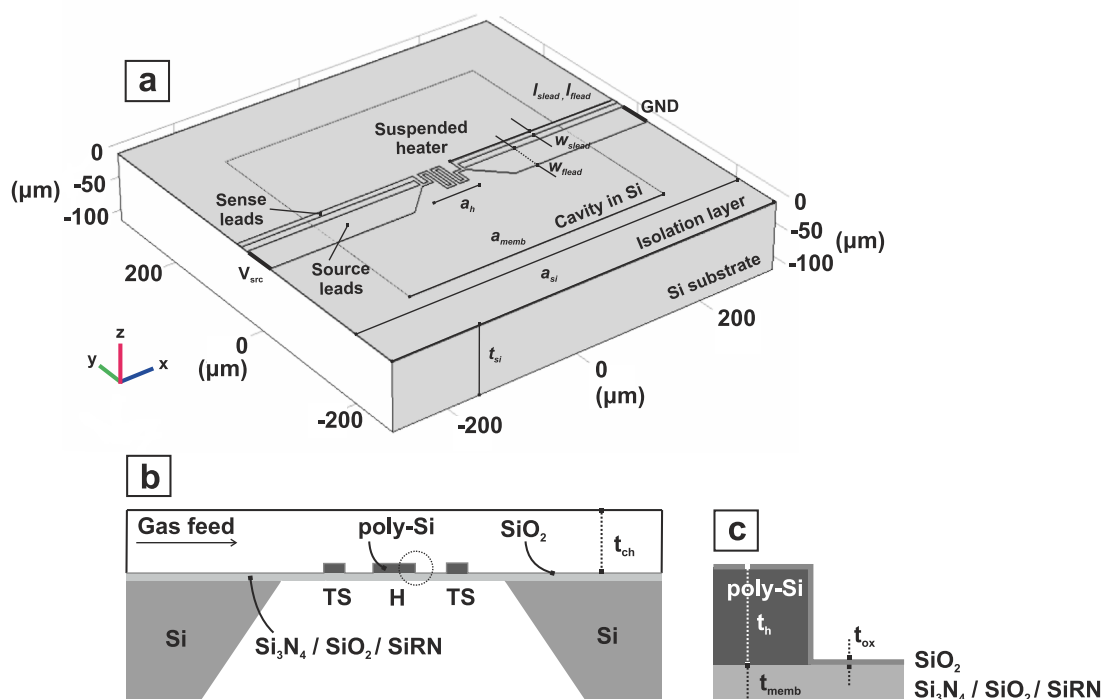 a
0
-50
-100
(µm)
200
0
(µm)
-200
Suspended
heater
l_slead, l_flead
GND
w_slead
w_flead
Sense
leads
a_h
Cavity in Si
a_memb
Isolation layer
a_si
Source
leads
V_src
Si substrate
t_si
0
-50
-100
(µm)
200
0
(µm)
-200
z
y
x
b
Gas feed
poly-Si
SiO₂
t_ch
TS
H
TS
Si
Si
Si₃N₄ / SiO₂ / SiRN
c
poly-Si
t_h
t_ox
SiO₂
t_memb
Si₃N₄ / SiO₂ / SiRN